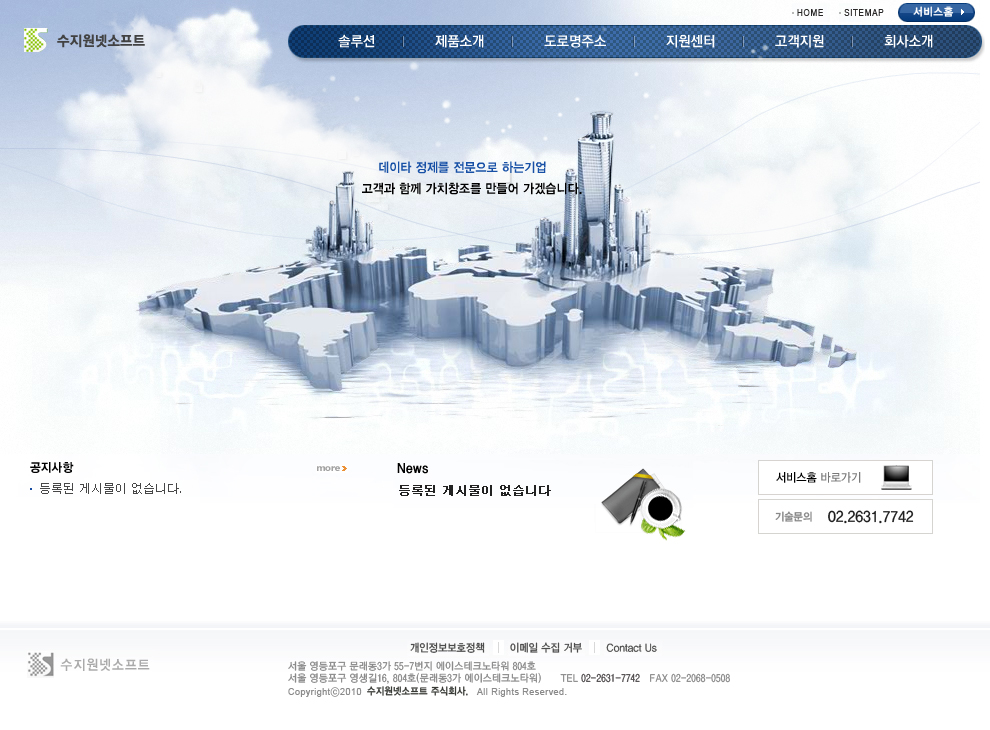 HOME SITEMAP 서비스홈
수지원넷소프트
솔루션 제품소개 도로명주소 지원센터 고객지원 회사소개
데이타 정제를 전문으로 하는기업
고객과 함께 가치창조를 만들어 가겠습니다.
공지사항 more
등록된 게시물이 없습니다.
News
등록된 게시물이 없습니다
서비스홈 바로가기
기술문의 02.2631.7742
개인정보보호정책 이메일 수집 거부 Contact Us
수지원넷소프트
서울 영등포구 문래동3가 55-7번지 에이스테크노타워 804호
서울 영등포구 영생길16, 804호(문래동3가 에이스테크노타워) TEL 02-2631-7742 FAX 02-2068-0508
Copyright©2010 수지원넷소프트 주식회사. All Rights Reserved.